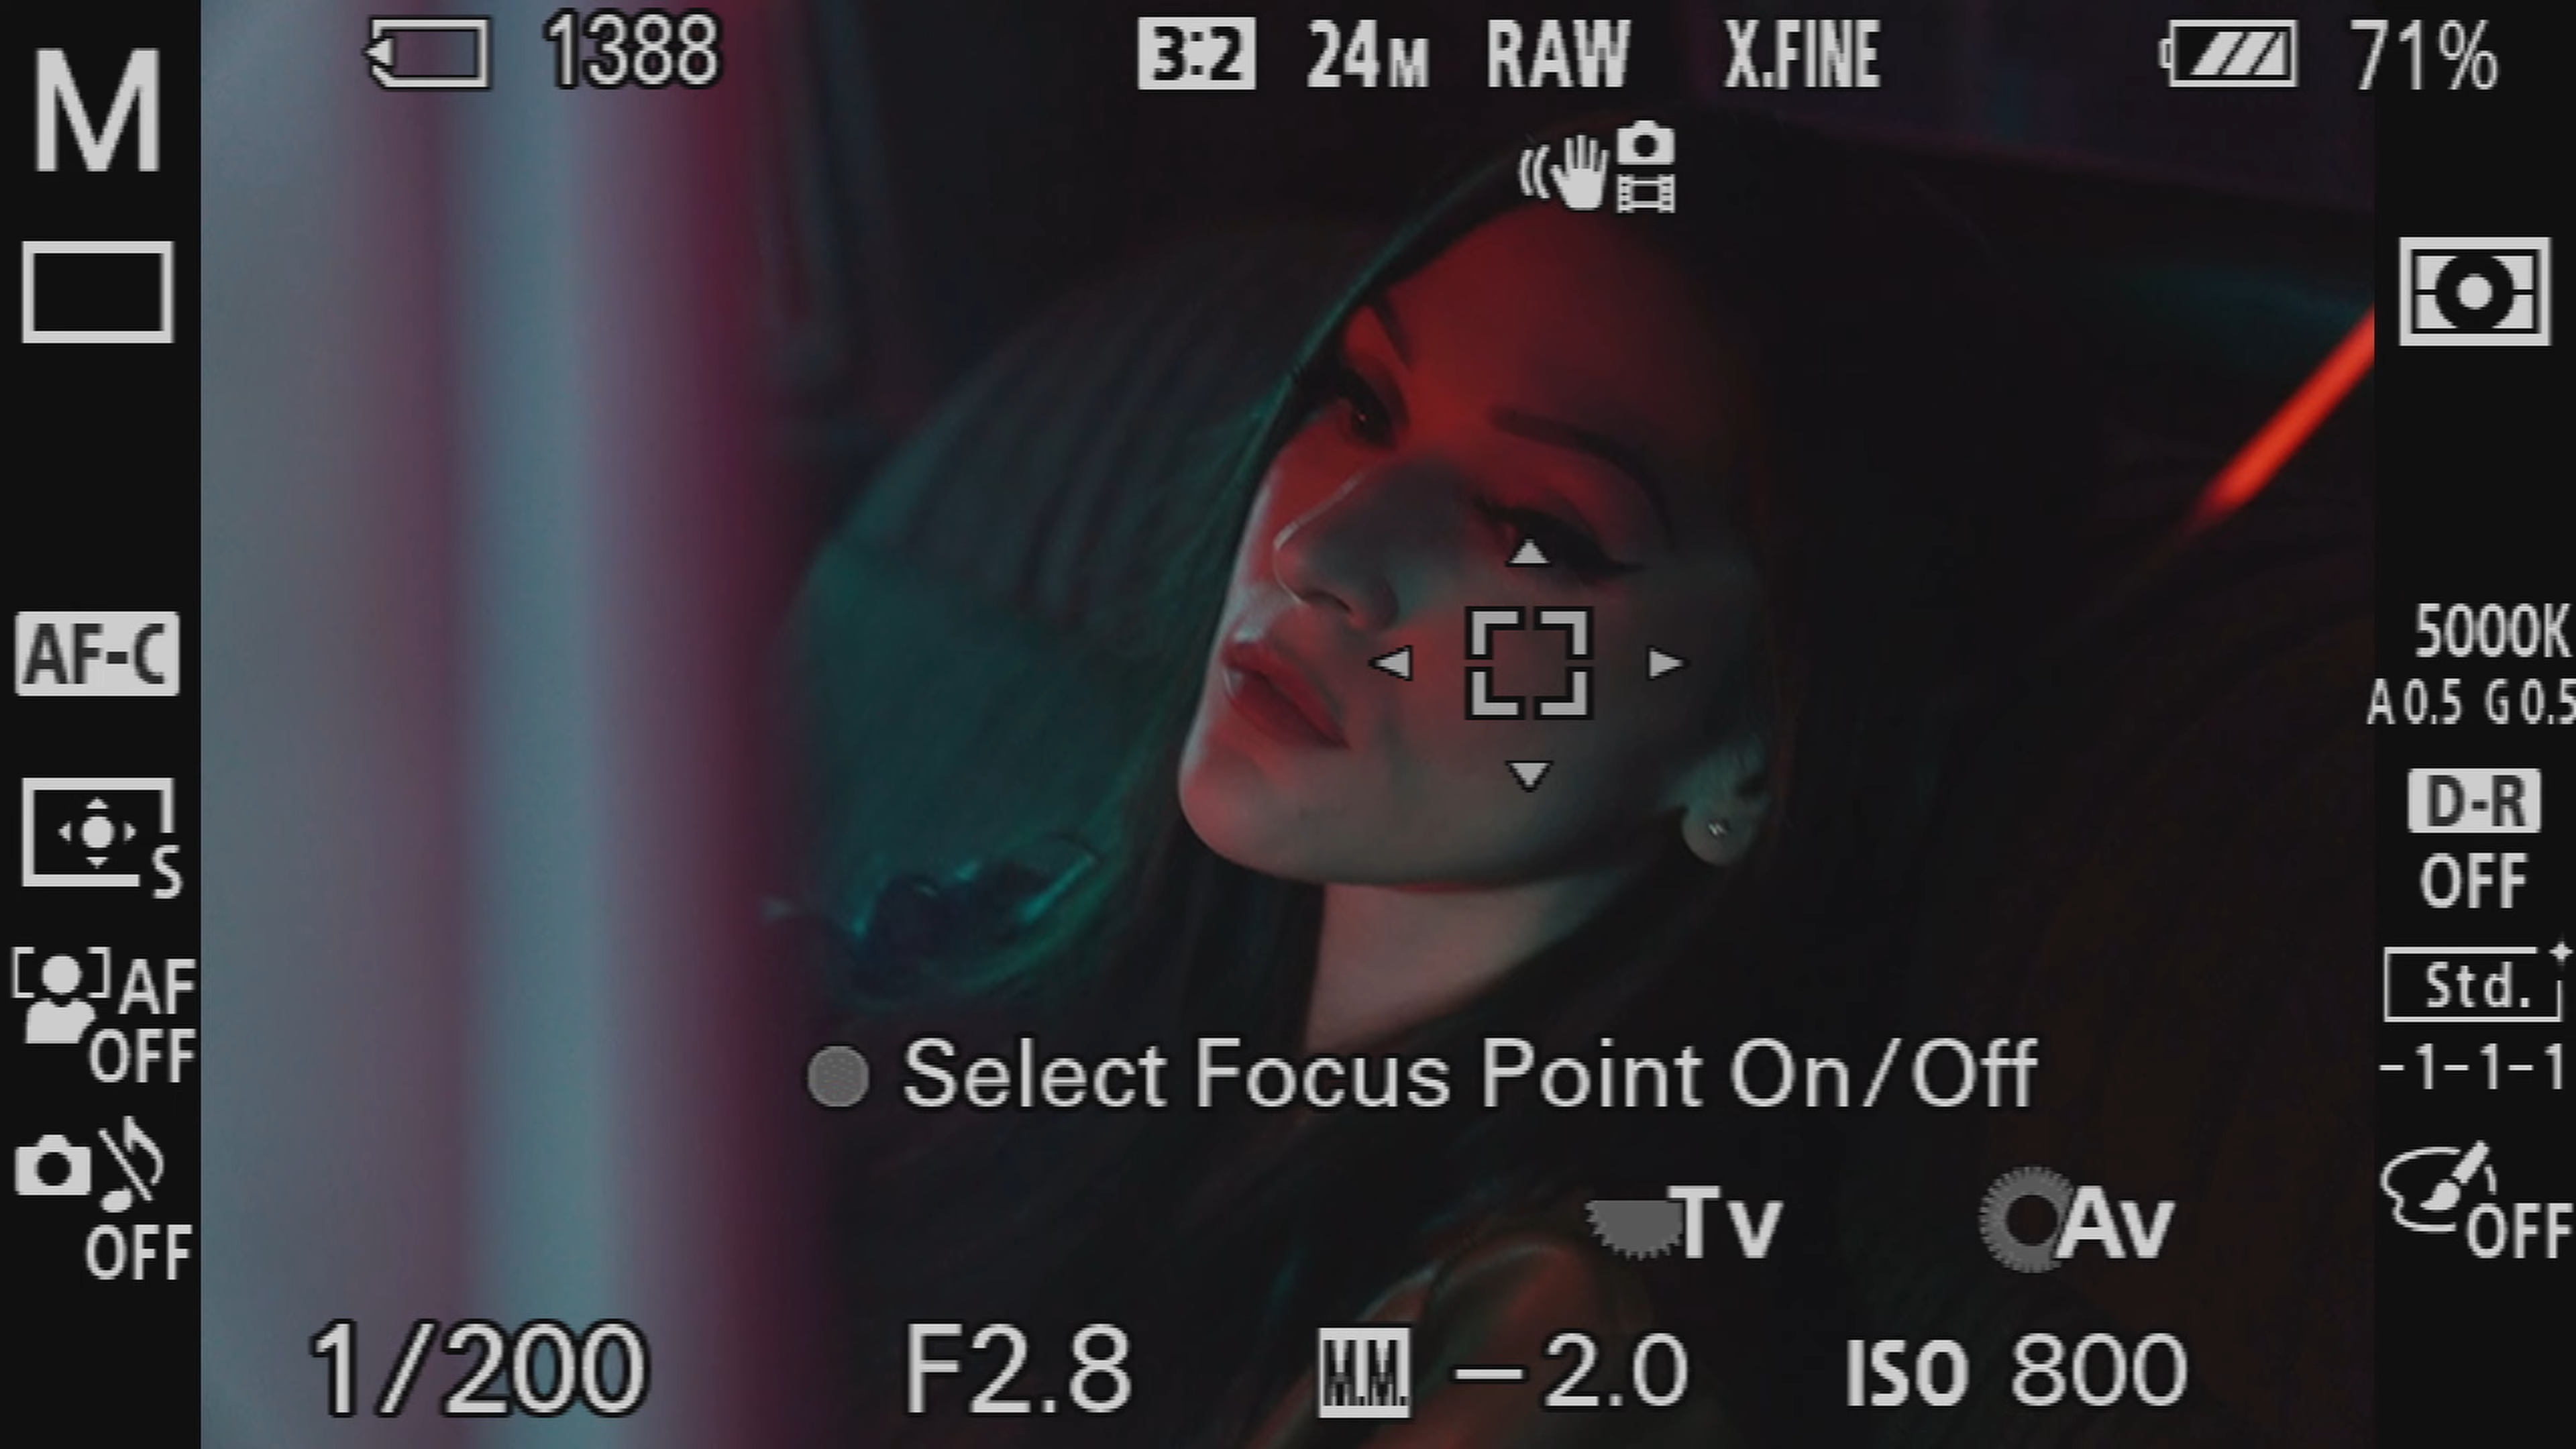 M
1388
3:2
24M
RAW
X.FINE
71%
AF-C
S
AF
OFF
OFF
5000K
A0.5 G0.5
D-R
OFF
Std.
-1-1-1
OFF
Select Focus Point On/Off
Tv
Av
1/200
F2.8
M.M.
-2.0
ISO 800